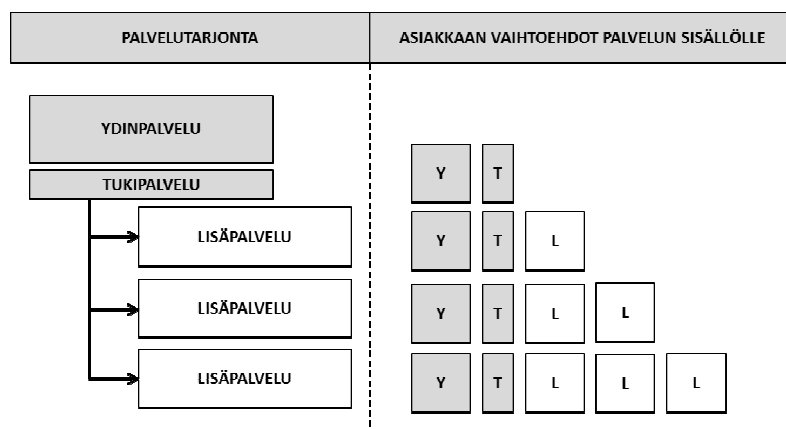 PALVELUTARJONTA
ASIAKKAAN VAIHTOEHDOT PALVELUN SISÄLLÖLLE
YDINPALVELU
TUKIPALVELU
LISÄPALVELU
LISÄPALVELU
LISÄPALVELU
Y T
Y T L
Y T L L
Y T L L L